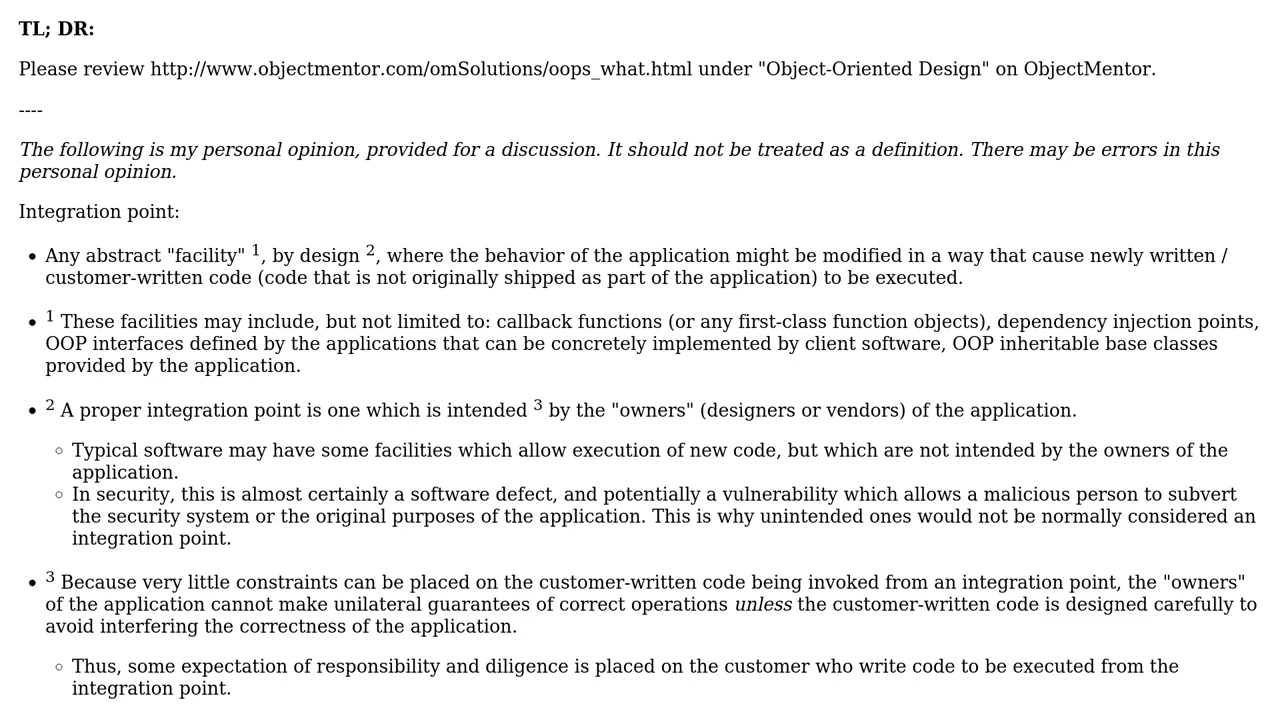 TL; DR:
Please review http://www.objectmentor.com/omSolutions/oops_what.html under "Object-Oriented Design" on ObjectMentor.
----
The following is my personal opinion, provided for a discussion. It should not be treated as a definition. There may be errors in this
personal opinion.
Integration point:
• Any abstract "facility" 1, by design 2, where the behavior of the application might be modified in a way that cause newly written /
customer-written code (code that is not originally shipped as part of the application) to be executed.
• 1 These facilities may include, but not limited to: callback functions (or any first-class function objects), dependency injection points,
OOP interfaces defined by the applications that can be concretely implemented by client software, OOP inheritable base classes
provided by the application.
• 2 A proper integration point is one which is intended 3 by the "owners" (designers or vendors) of the application.
◦ Typical software may have some facilities which allow execution of new code, but which are not intended by the owners of the
application.
◦ In security, this is almost certainly a software defect, and potentially a vulnerability which allows a malicious person to subvert
the security system or the original purposes of the application. This is why unintended ones would not be normally considered an
integration point.
• 3 Because very little constraints can be placed on the customer-written code being invoked from an integration point, the "owners"
of the application cannot make unilateral guarantees of correct operations unless the customer-written code is designed carefully to
avoid interfering the correctness of the application.
◦ Thus, some expectation of responsibility and diligence is placed on the customer who write code to be executed from the
integration point.